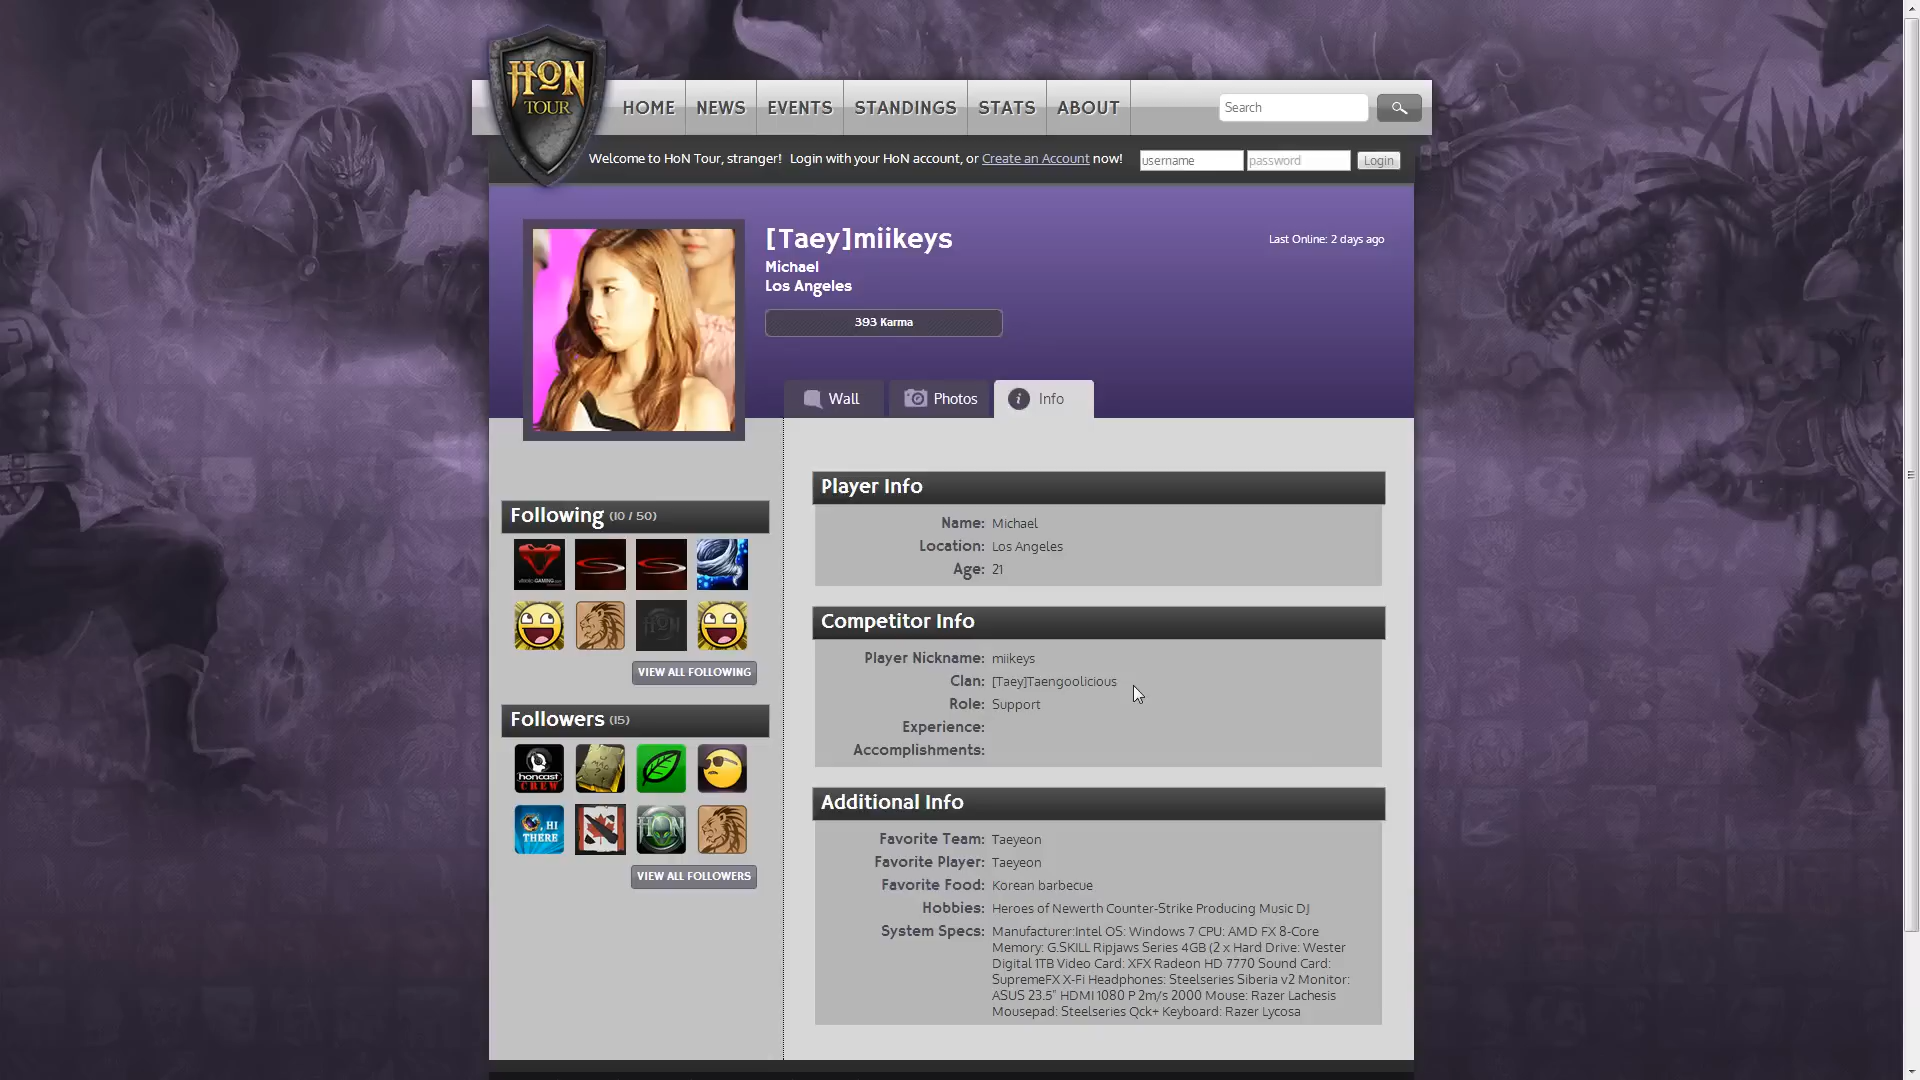 HON
TOUR
HOME
NEWS
EVENTS
STANDINGS
STATS
ABOUT
Search
Welcome to HoN Tour, stranger! Login with your HoN account, or Create an Account now!
username
password
Login
[Taey]miikeys
Last Online: 2 days ago
Michael
Los Angeles
393 Karma
Wall
Photos
Info
Following (10 / 50)
VIEW ALL FOLLOWING
Followers (15)
honcast
CREW
, HI
THERE
HON
VIEW ALL FOLLOWERS
Player Info
Name: Michael
Location: Los Angeles
Age: 21
Competitor Info
Player Nickname: miikeys
Clan: [Taey]Taengoolicious
Role: Support
Experience:
Accomplishments:
Additional Info
Favorite Team: Taeyeon
Favorite Player: Taeyeon
Favorite Food: Korean barbecue
Hobbies: Heroes of Newerth Counter-Strike Producing Music DJ
System Specs: Manufacturer:Intel OS: Windows 7 CPU: AMD FX 8-Core
Memory: G.SKILL Ripjaws Series 4GB (2 x Hard Drive: Wester
Digital 1TB Video Card: XFX Radeon HD 7770 Sound Card:
SupremeFX X-Fi Headphones: Steelseries Siberia v2 Monitor:
ASUS 23.5" HDMI 1080 P 2m/s 2000 Mouse: Razer Lachesis
Mousepad: Steelseries Qck+ Keyboard: Razer Lycosa